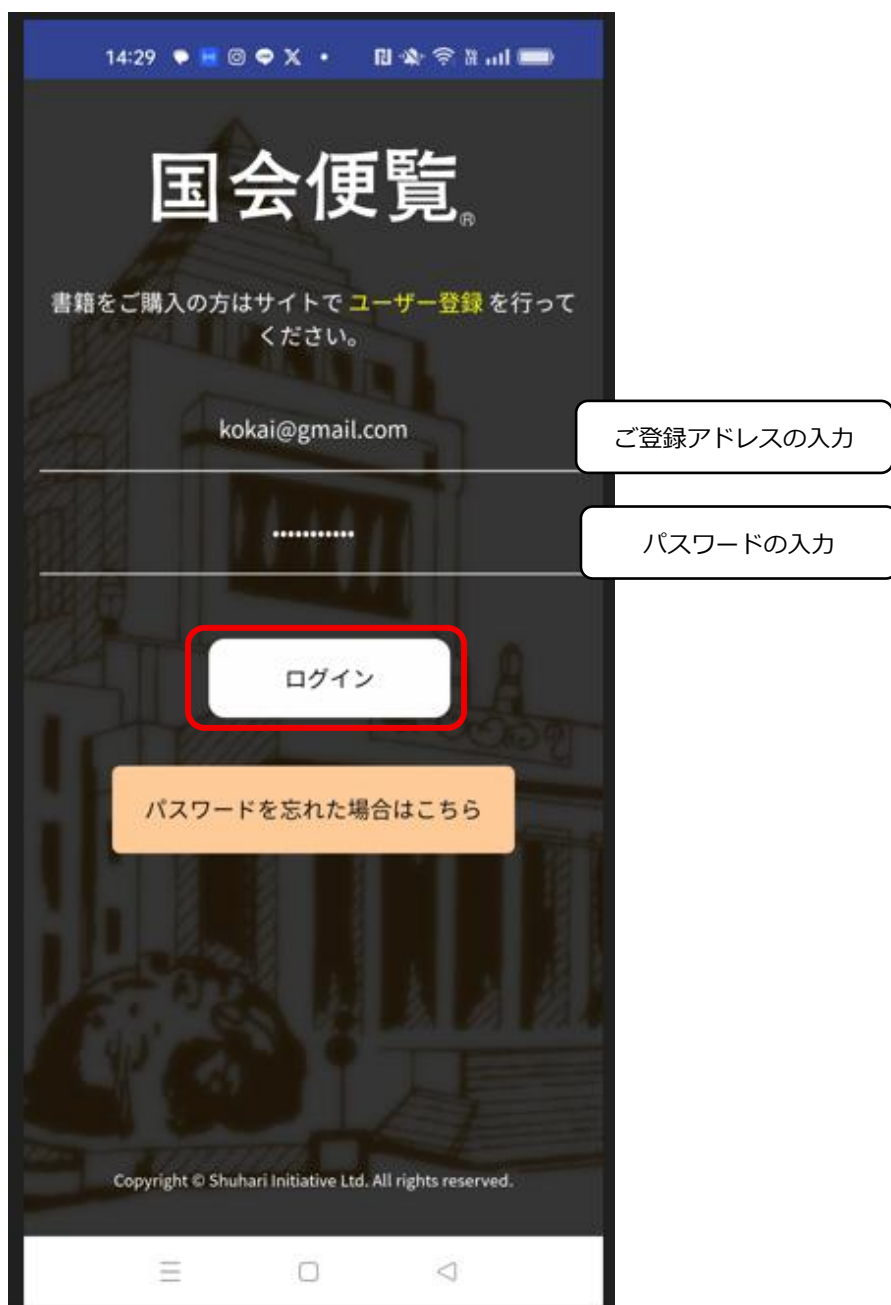 14:29
国会便覧®
書籍をご購入の方はサイトで ユーザー登録 を行って
ください。
kokai@gmail.com
ご登録アドレスの入力
•••••••••••
パスワードの入力
ログイン
パスワードを忘れた場合はこちら
Copyright © Shuhari Initiative Ltd. All rights reserved.